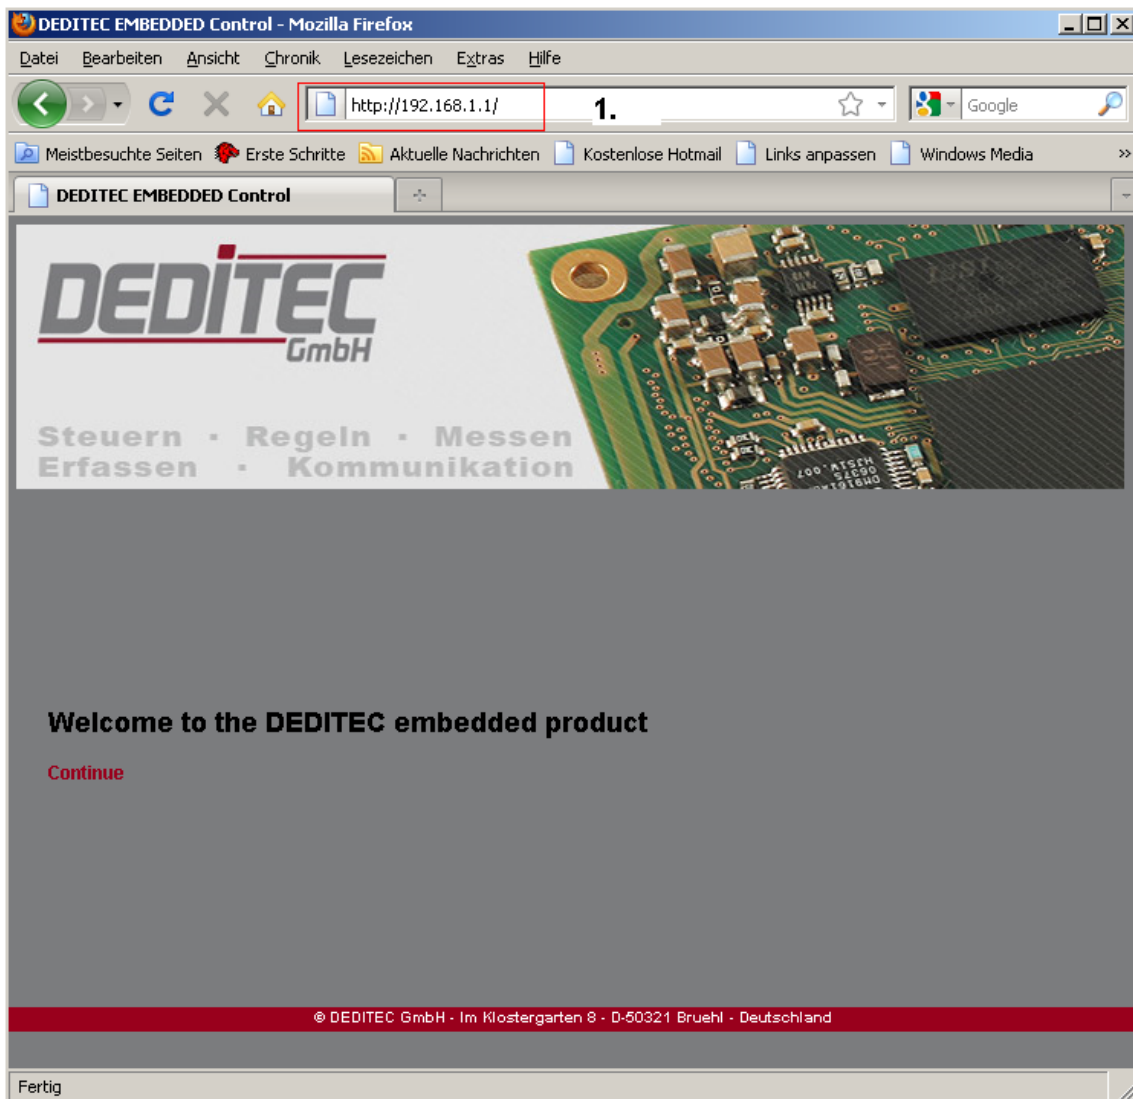 DEDITEC EMBEDDED Control - Mozilla Firefox
Datei Bearbeiten Ansicht Chronik Lesezeichen Extras Hilfe
http://192.168.1.1/ 1. Google
Meistbesuchte Seiten Erste Schritte Aktuelle Nachrichten Kostenlose Hotmail Links anpassen Windows Media »
DEDITEC EMBEDDED Control
DEDITEC
GmbH
Steuern · Regeln · Messen
Erfassen · Kommunikation
Welcome to the DEDITEC embedded product
Continue
© DEDITEC GmbH - Im Klostergarten 8 - D-50321 Bruehl - Deutschland
Fertig